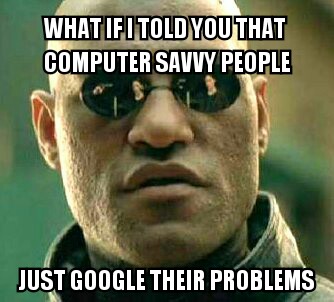 WHAT IF I TOLD YOU THAT
COMPUTER SAVVY PEOPLE
JUST GOOGLE THEIR PROBLEMS